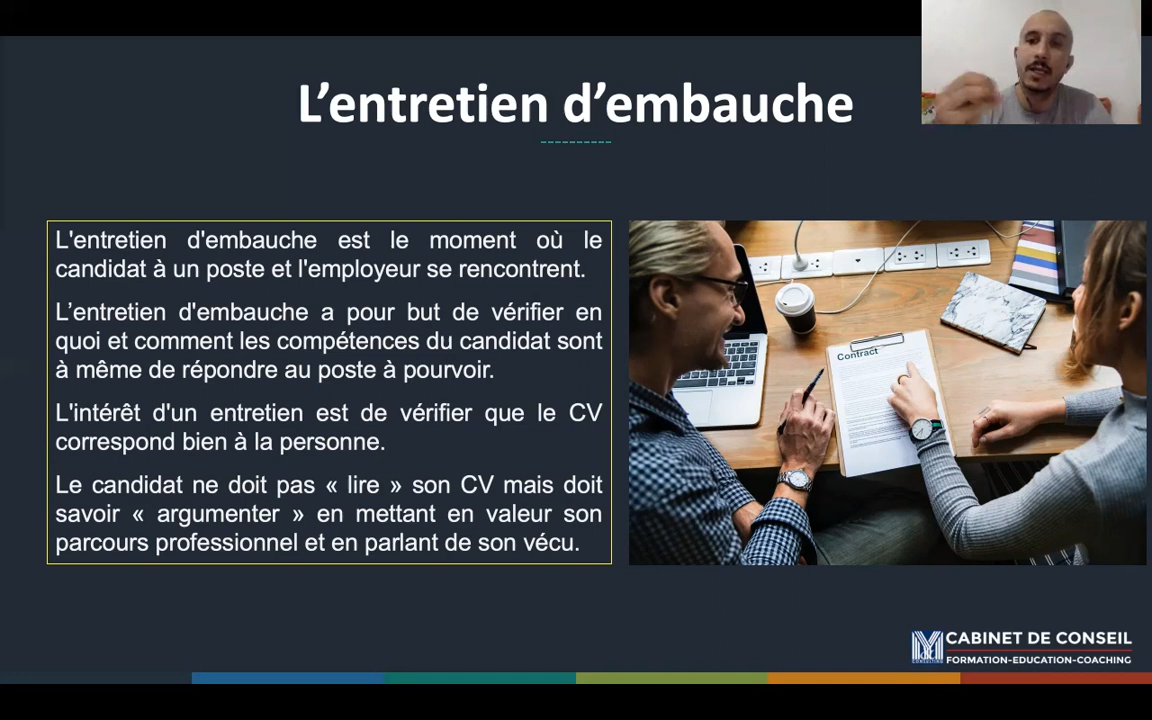 L’entretien d’embauche
----------
L'entretien d'embauche est le moment où le
candidat à un poste et l'employeur se rencontrent.
L’entretien d'embauche a pour but de vérifier en
quoi et comment les compétences du candidat sont
à même de répondre au poste à pourvoir.
L'intérêt d'un entretien est de vérifier que le CV
correspond bien à la personne.
Le candidat ne doit pas « lire » son CV mais doit
savoir « argumenter » en mettant en valeur son
parcours professionnel et en parlant de son vécu.
Contract
CABINET DE CONSEIL
CONSULTING
FORMATION-EDUCATION-COACHING